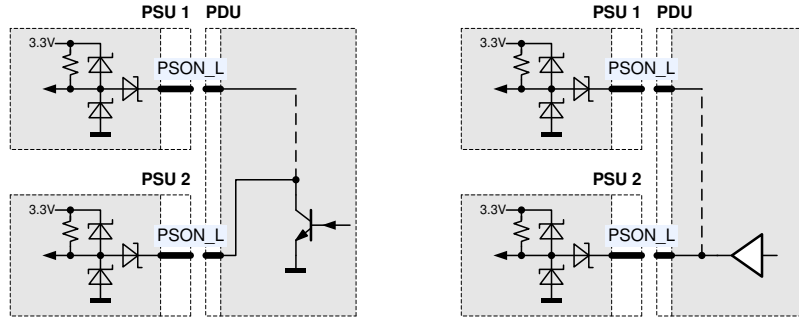 PSU 1 PDU
3.3V
PSON_L
PSU 2
3.3V
PSON_L
PSU 1 PDU
3.3V
PSON_L
PSU 2
3.3V
PSON_L